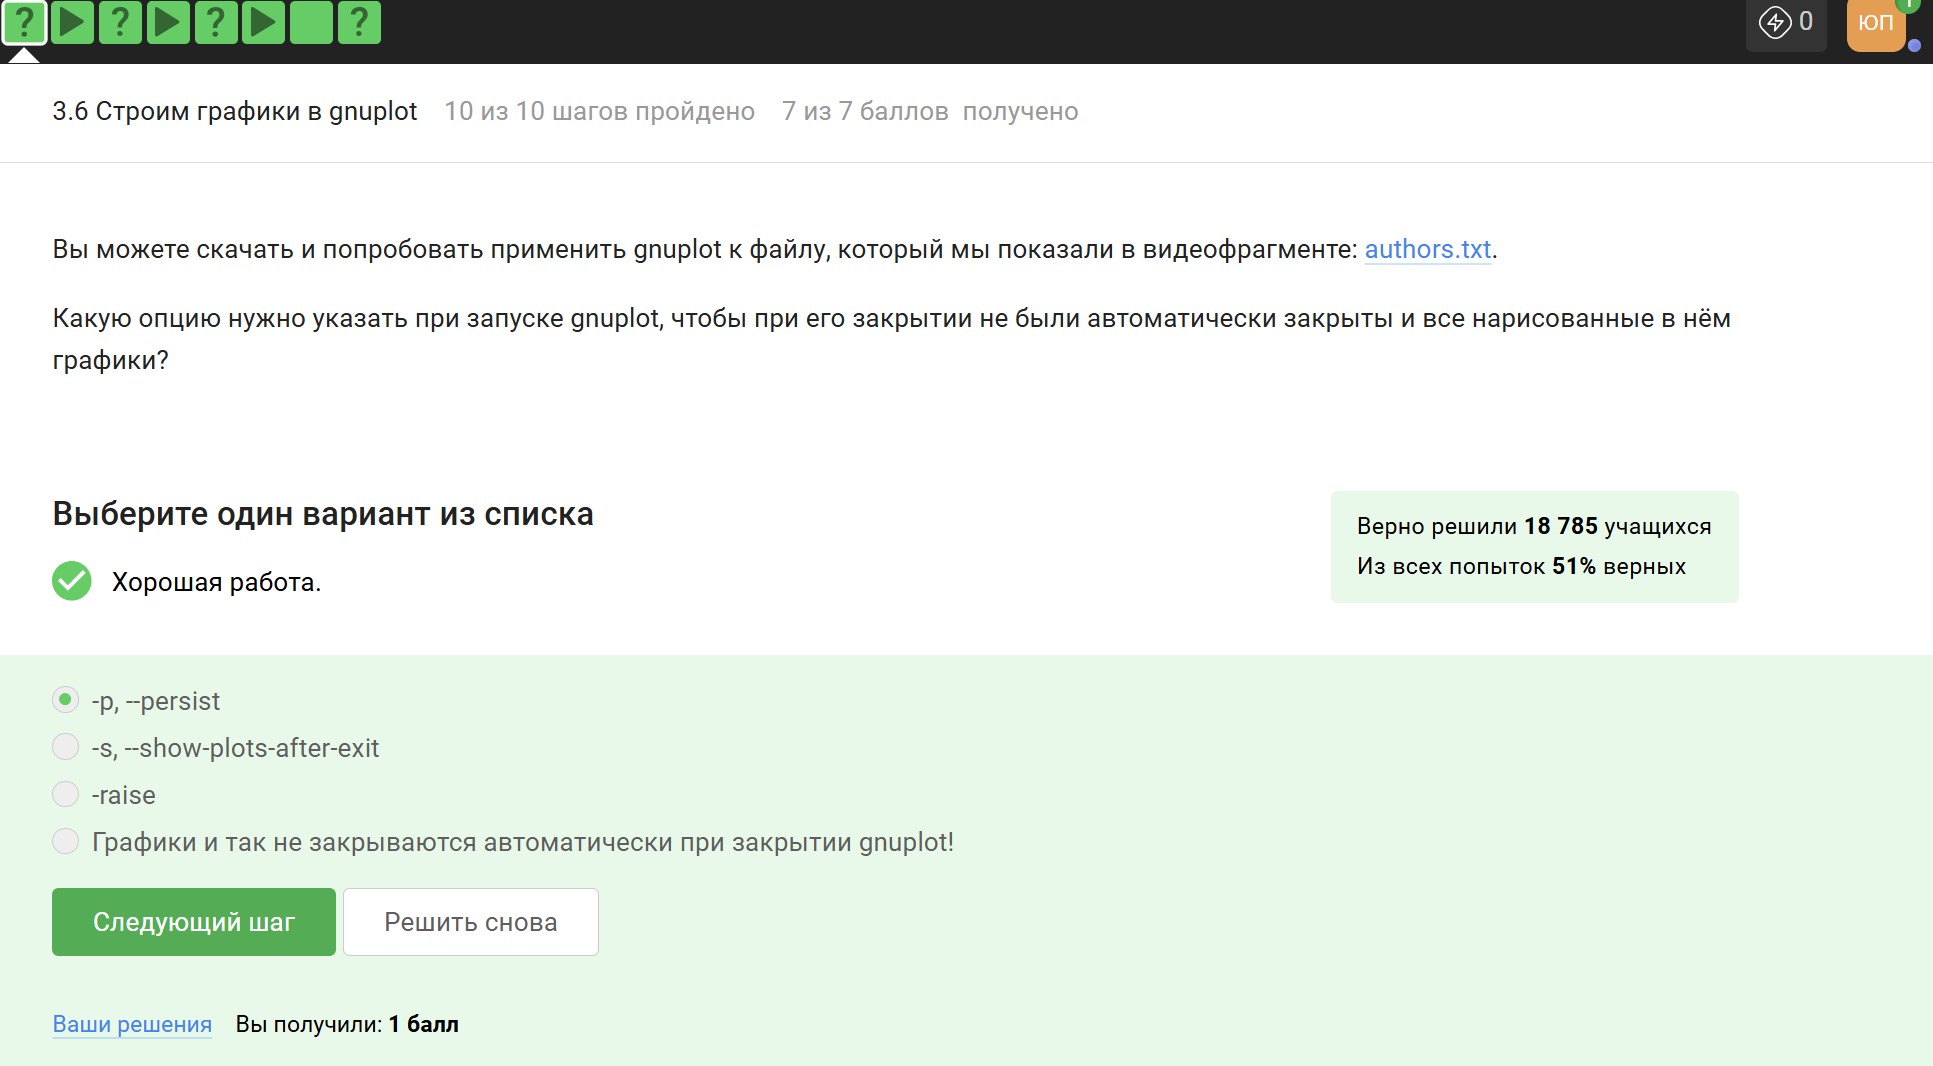 ? ? ? ?
0
ЮП
3.6 Строим графики в gnuplot 10 из 10 шагов пройдено 7 из 7 баллов получено
Вы можете скачать и попробовать применить gnuplot к файлу, который мы показали в видеофрагменте: authors.txt.
Какую опцию нужно указать при запуске gnuplot, чтобы при его закрытии не были автоматически закрыты и все нарисованные в нём
графики?
Выберите один вариант из списка
Хорошая работа.
Верно решили 18 785 учащихся
Из всех попыток 51% верных
-p, --persist
-s, --show-plots-after-exit
-raise
Графики и так не закрываются автоматически при закрытии gnuplot!
Следующий шаг
Решить снова
Ваши решения Вы получили: 1 балл